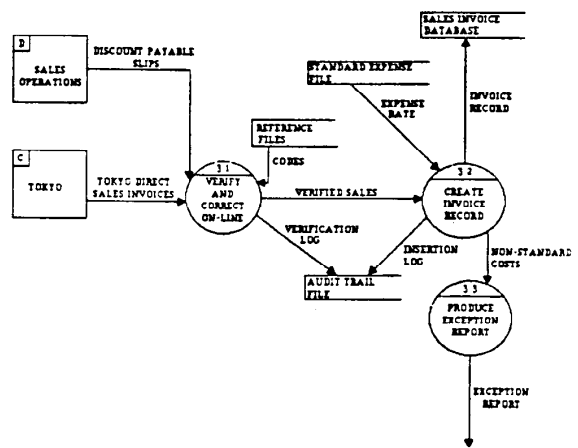 D
SALES
OPERATIONS
DISCOUNT PAYABLE
SLIPS
C
TOKYO
TOKYO DIRECT
SALES INVOICES
REFERENCE
FILES
CODES
3.1
VERIFY
AND
CORRECT
ON-LINE
VERIFIED SALES
VERIFICATION
LOG
STANDARD EXPENSE
FILE
EXPENSE
RATE
SALES INVOICE
DATABASE
INVOICE
RECORD
3.2
CREATE
INVOICE
RECORD
INSERTION
LOG
AUDIT TRAIL
FILE
NON-STANDARD
COSTS
3.3
PRODUCE
EXCEPTION
REPORT
EXCEPTION
REPORT